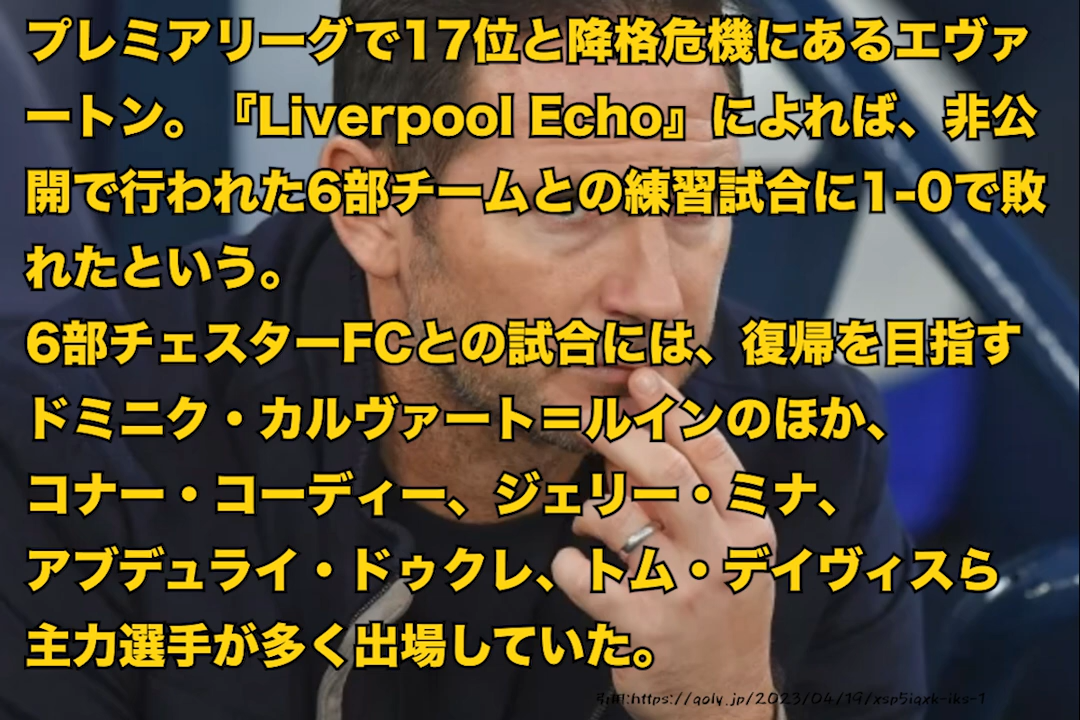 プレミアリーグで17位と降格危機にあるエヴァ
ートン。『Liverpool Echo』によれば、非公
開で行われた6部チームとの練習試合に1-0で敗
れたという。
6部チェスターFCとの試合には、復帰を目指す
ドミニク・カルヴァート＝ルインのほか、
コナー・コーディー、ジェリー・ミナ、
アブデュライ・ドゥクレ、トム・デイヴィスら
主力選手が多く出場していた。
引用:https://qoly.jp/2023/04/19/xsp5iqxk-iks-1